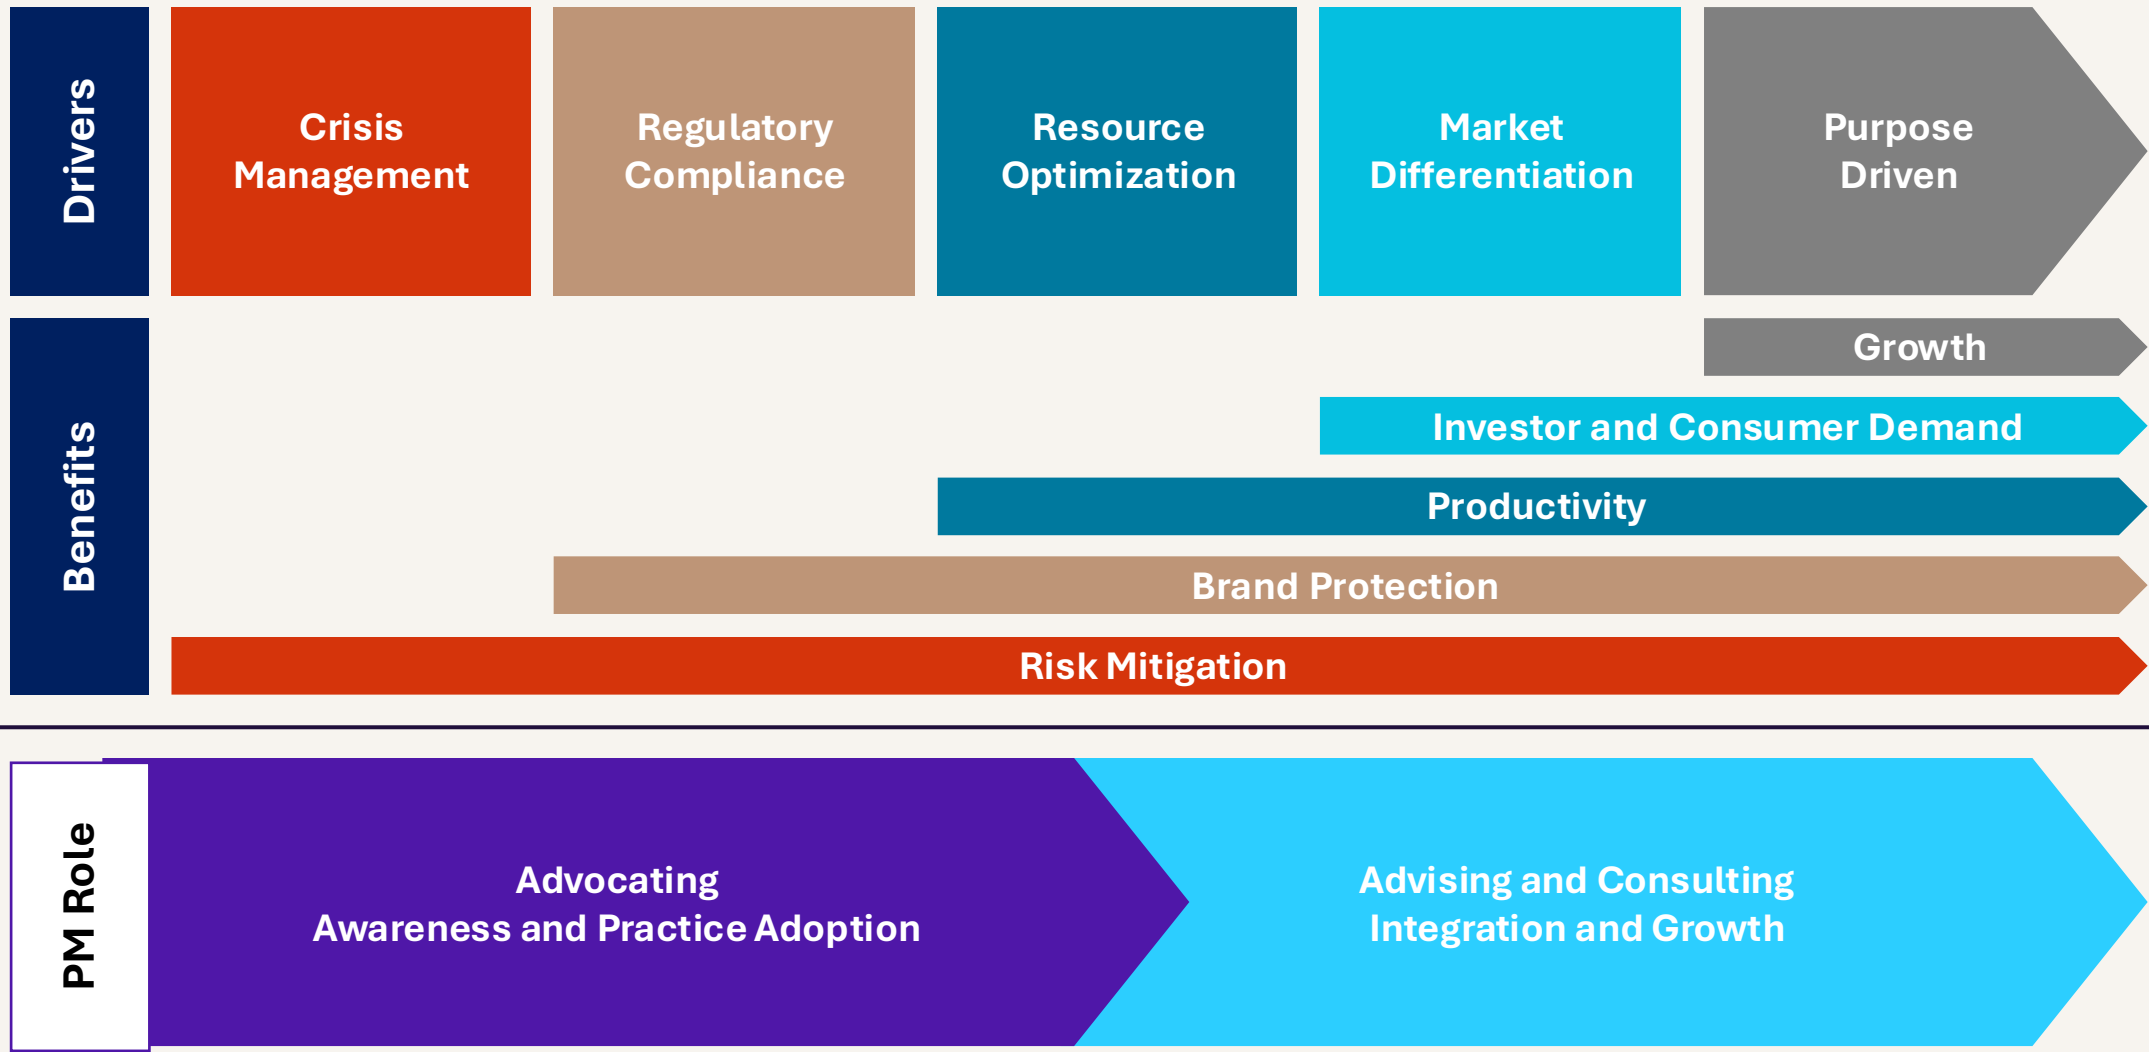 Drivers
Crisis
Management
Regulatory
Compliance
Resource
Optimization
Market
Differentiation
Purpose
Driven
Benefits
Growth
Investor and Consumer Demand
Productivity
Brand Protection
Risk Mitigation
PM Role
Advocating
Awareness and Practice Adoption
Advising and Consulting
Integration and Growth